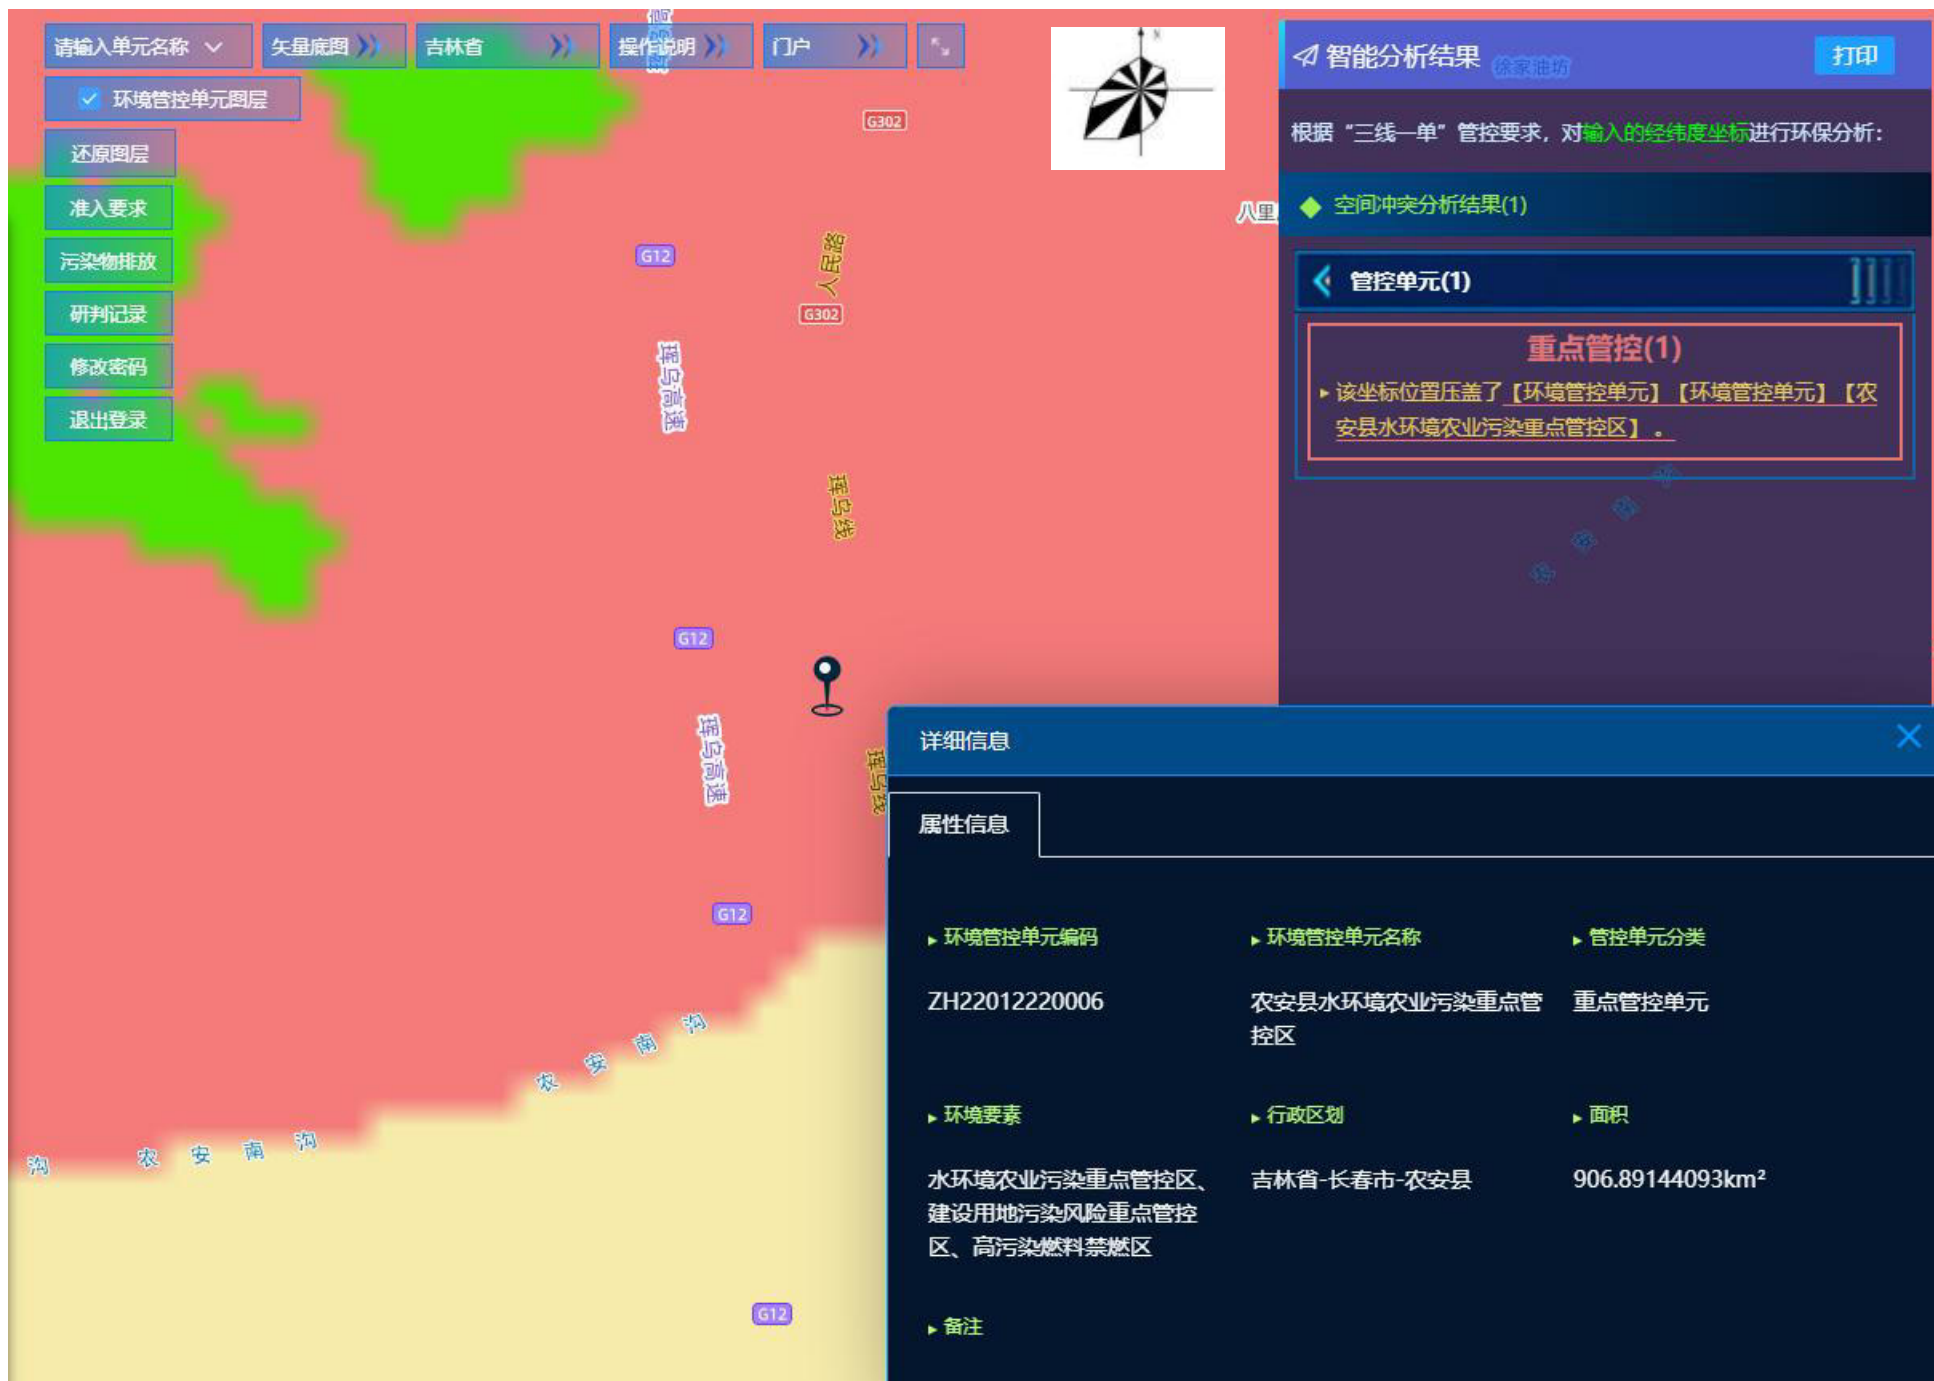 请输入单元名称
矢量底图
吉林省
操作说明
门户
环境管控单元图层
还原图层
准入要求
污染物排放
研判记录
修改密码
退出登录
G302
N
八里
G12
人民路
G302
珲乌高速
珲乌线
G12
珲乌高速
珲乌线
G12
农安南沟
沟
农安南沟
G12
智能分析结果
徐家油坊
打印
根据“三线一单”管控要求，对输入的经纬度坐标进行环保分析：
空间冲突分析结果(1)
管控单元(1)
重点管控(1)
该坐标位置压盖了【环境管控单元】【环境管控单元】【农
安县水环境农业污染重点管控区】。
详细信息
属性信息
环境管控单元编码
环境管控单元名称
管控单元分类
ZH22012220006
农安县水环境农业污染重点管
控区
重点管控单元
环境要素
行政区划
面积
水环境农业污染重点管控区、
建设用地污染风险重点管控
区、高污染燃料禁燃区
吉林省-长春市-农安县
906.89144093km²
备注